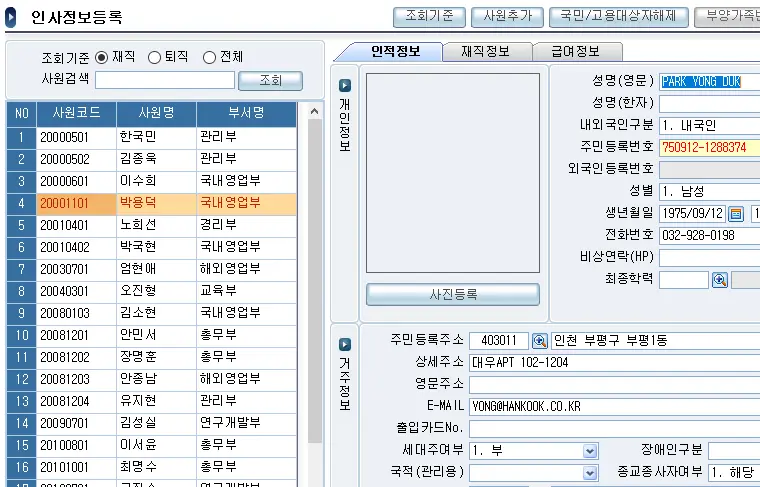 인사정보등록
조회기준 사원추가 국민/고용대상자해제 부양가족
조회기준 재직 퇴직 전체
사원검색 조회
NO 사원코드 사원명 부서명
1 20000501 한국민 관리부
2 20000502 김종욱 관리부
3 20000601 이수희 국내영업부
4 20001101 박용덕 국내영업부
5 20010401 노희선 경리부
6 20010402 박국현 국내영업부
7 20030701 엄현애 해외영업부
8 20040301 오진형 교육부
9 20080103 김소현 국내영업부
10 20081201 안민서 총무부
11 20081202 장명훈 총무부
12 20081203 안종남 해외영업부
13 20081204 유지현 관리부
14 20090701 김성실 연구개발부
15 20100801 이서윤 총무부
16 20101001 최명수 총무부
인적정보 재직정보 급여정보
개인정보
사진등록
성명(영문) PARK YONG DUK
성명(한자)
내외국인구분 1. 내국인
주민등록번호 750912-1288374
외국인등록번호
성별 1. 남성
생년월일 1975/09/12 1
전화번호 032-928-0198
비상연락(HP)
최종학력
거주정보
주민등록주소 403011 인천 부평구 부평1동
상세주소 대우APT 102-1204
영문주소
E-MAIL YONG@HANKOOK.CO.KR
출입카드No.
세대주여부 1. 부 장애인구분
국적(관리용) 종교종사자여부 1. 해당